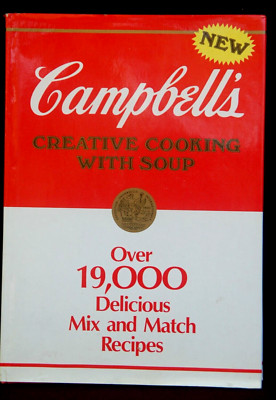 NEW
Campbell's
CREATIVE COOKING
WITH SOUP
Over
19,000
Delicious
Mix and Match
Recipes